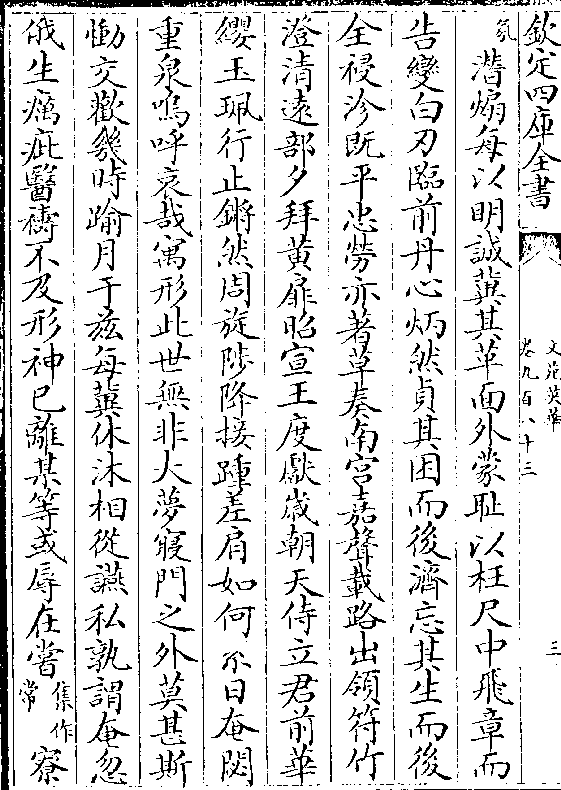 欽定四庫全書
文苑英華
卷九百八十三
三
氛潛煽每以明誠冀其革面外蒙耻以枉尺中飛章而
告變白刃臨前丹心炳然貞其困而後濟忘其生而後
全祲沴既平忠勞亦著草奏南宮嘉聲載路出領符竹
澄清遠部夕拜黃扉昭宣王度獻歲朝天侍立君前華
纓玉珮行止鏘然周旋陟降接踵差肩如何不日奄閟
重泉嗚呼哀哉寓形此世無非大夢寢門之外莫甚斯
慟交歡幾時踰月于兹每冀休沐相從讌私孰謂奄忽
俄生癘疵醫禱不及形神已離某等或辱在嘗集作常寮